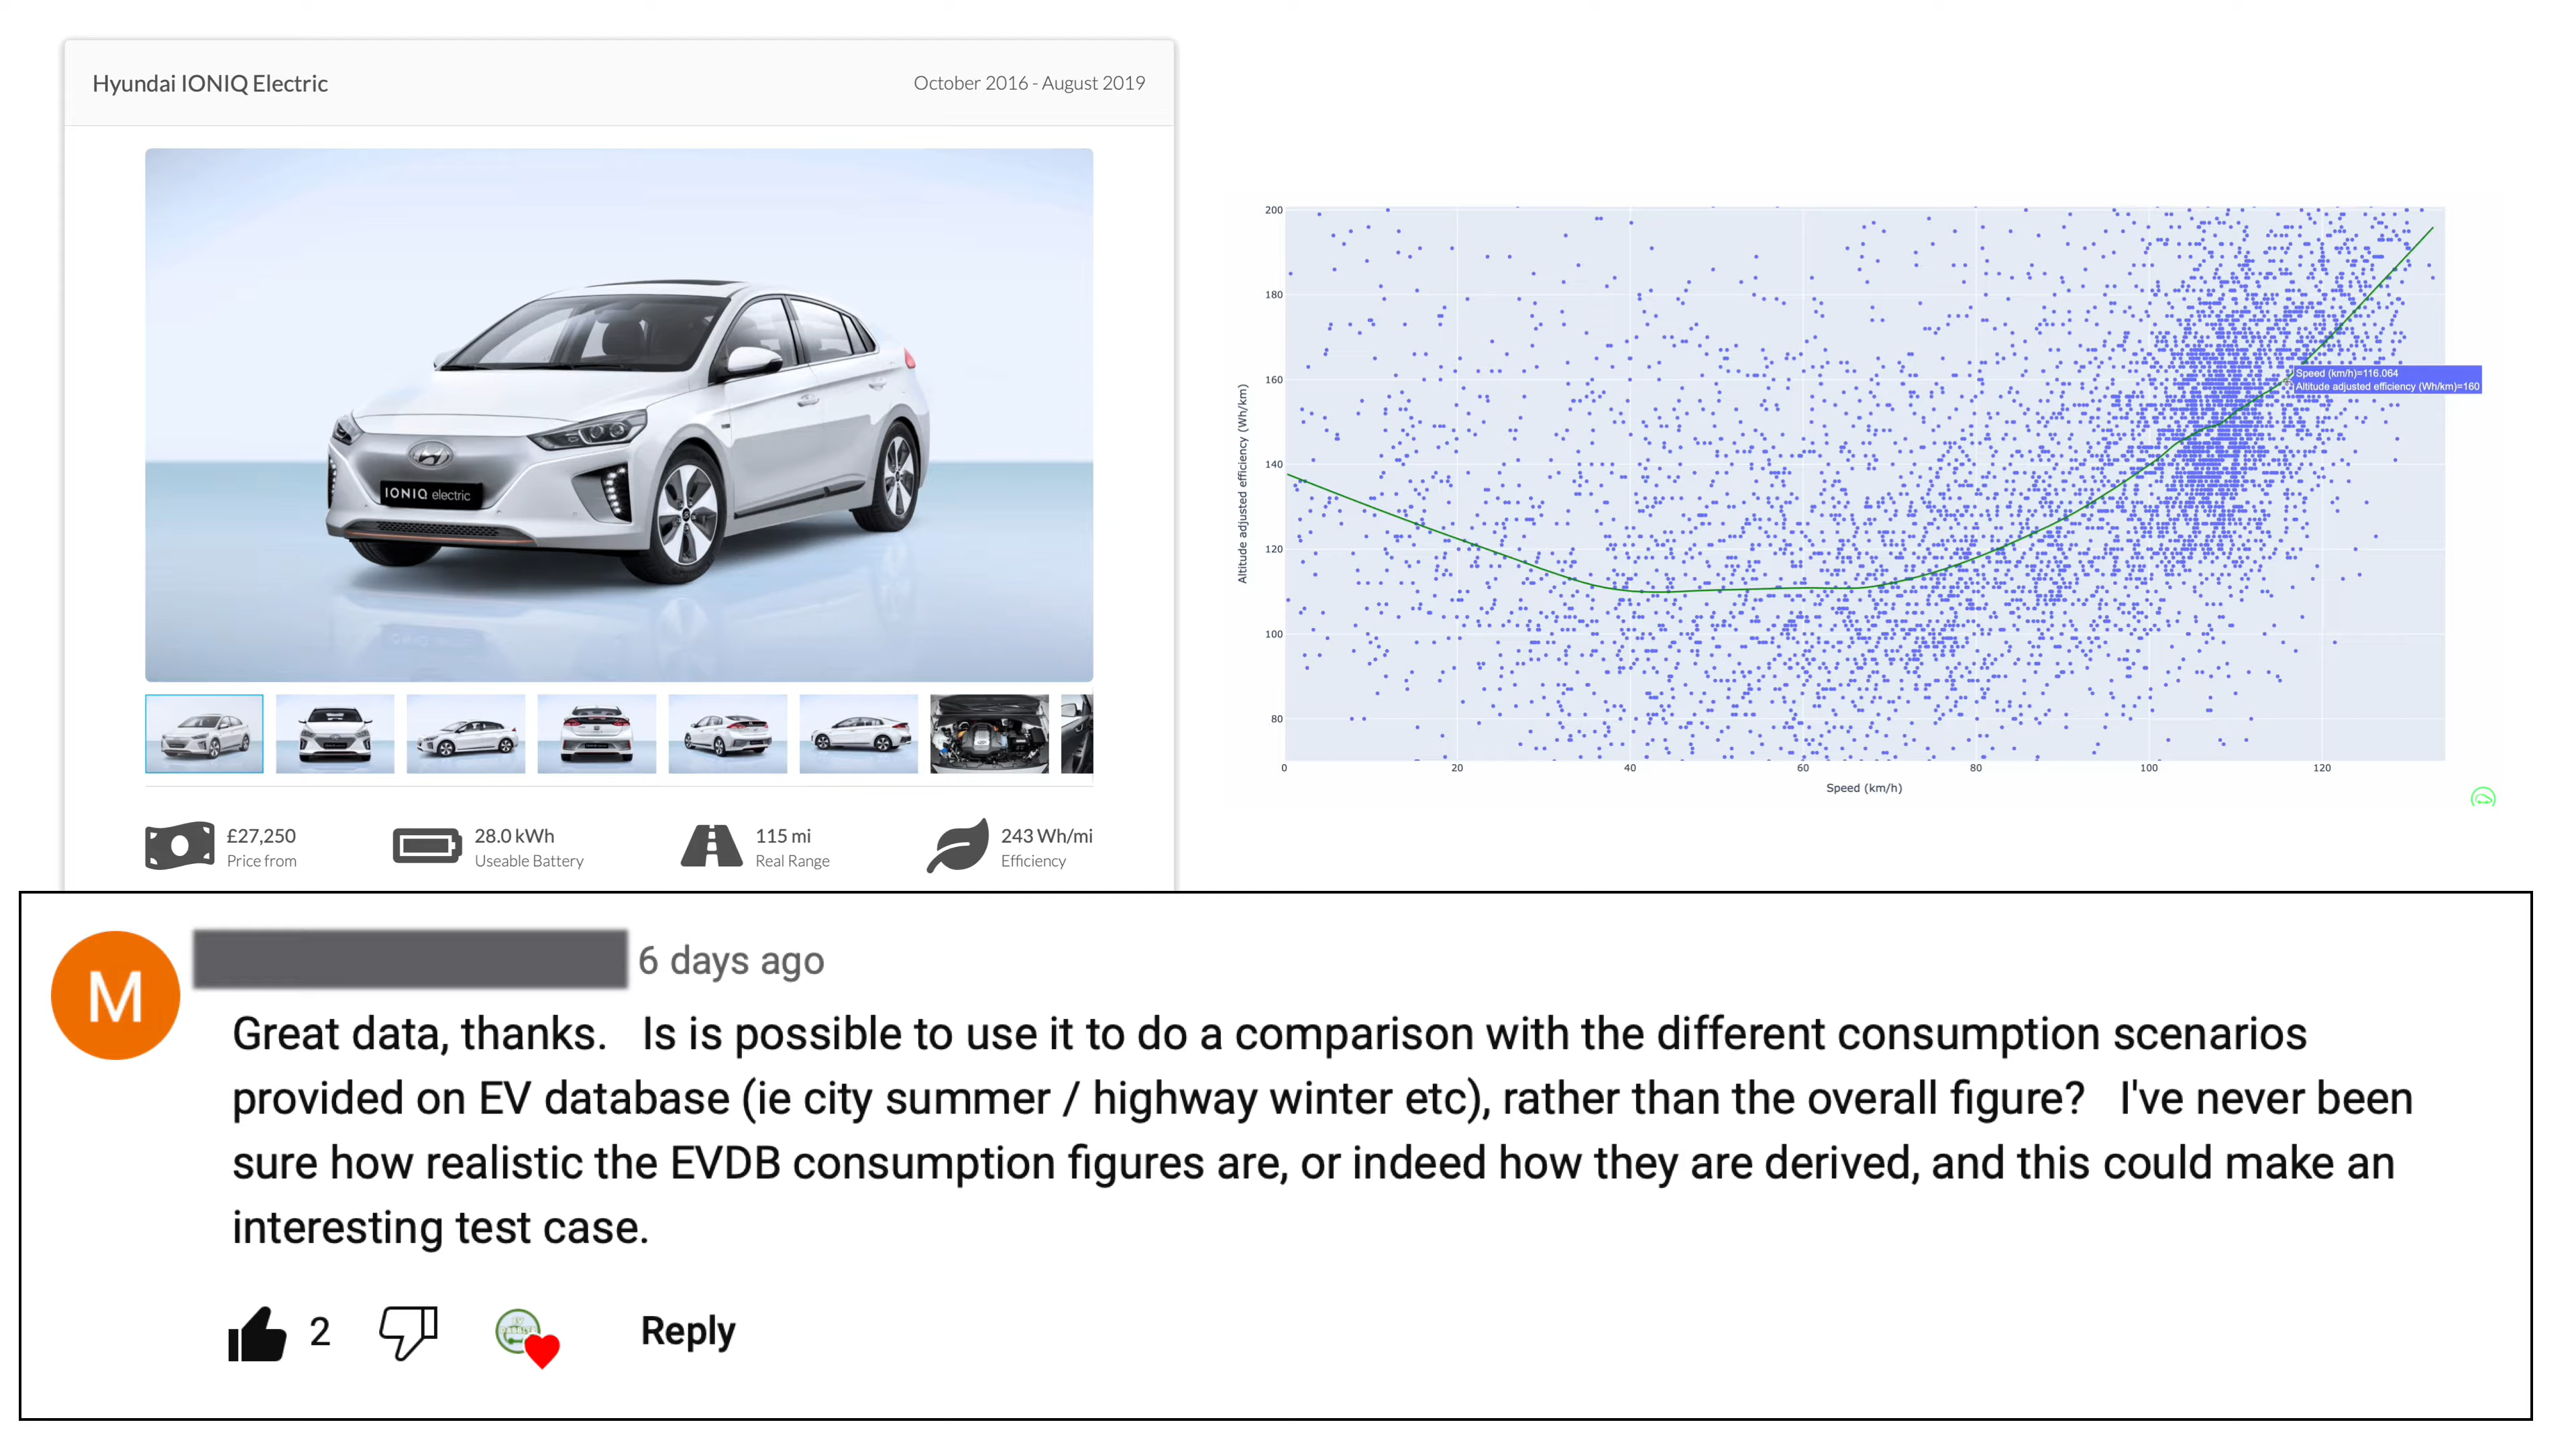 Hyundai IONIQ Electric
October 2016 - August 2019
IONIQ electric
£27,250
Price from
28.0 kWh
Useable Battery
115 mi
Real Range
243 Wh/mi
Efficiency
Altitude adjusted efficiency (Wh/km)
200
180
160
140
120
100
80
0
20
40
60
80
100
120
Speed (km/h)
Speed (km/h)=116.064
Altitude adjusted efficiency (Wh/km)=160
M
6 days ago
Great data, thanks. Is is possible to use it to do a comparison with the different consumption scenarios
provided on EV database (ie city summer / highway winter etc), rather than the overall figure? I've never been
sure how realistic the EVDB consumption figures are, or indeed how they are derived, and this could make an
interesting test case.
2
Reply